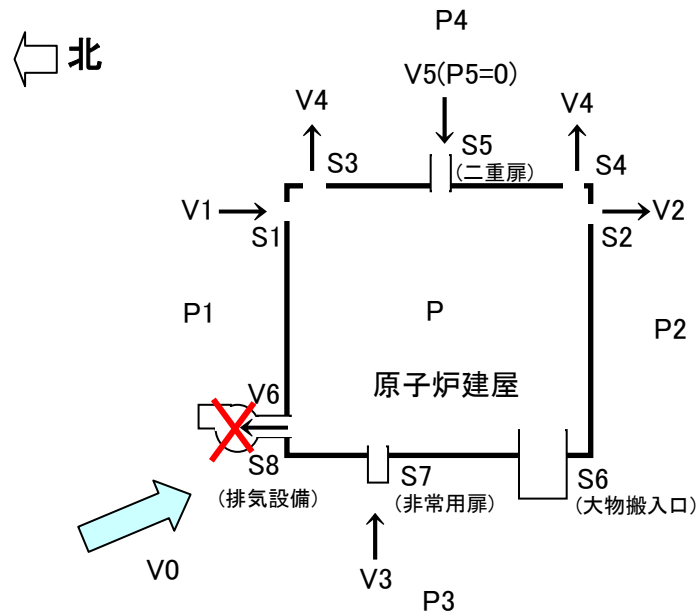 P4
北
V5(P5=0)
V4
V4
S5
(二重扉)
S3
S4
V1
V2
S1
S2
P1
P
P2
原子炉建屋
V6
S8
(排気設備)
S7
(非常用扉)
S6
(大物搬入口)
V0
V3
P3